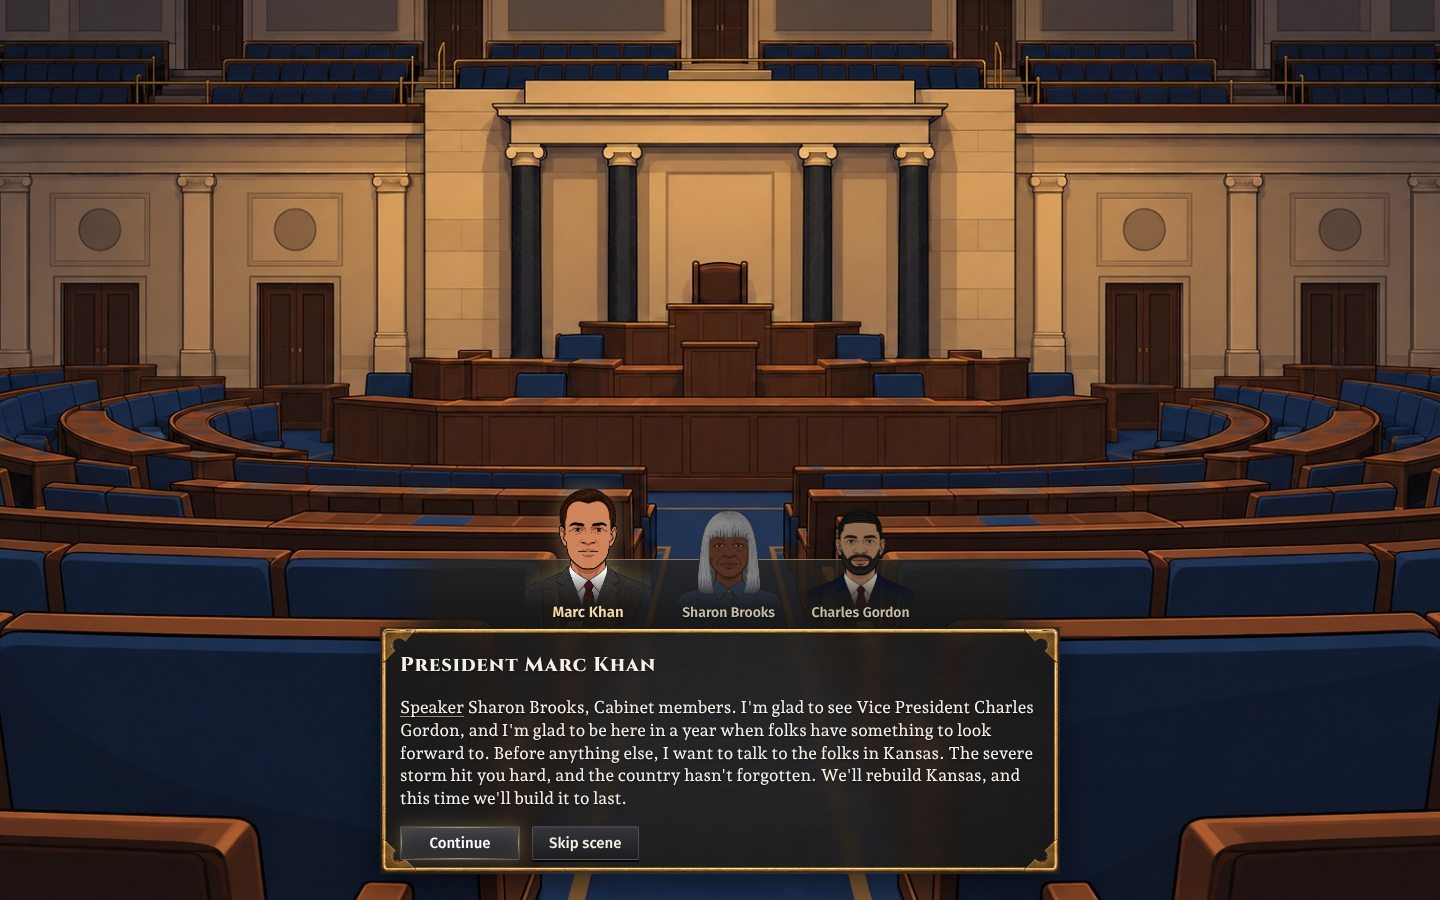 Marc Khan
Sharon Brooks
Charles Gordon
President Marc Khan
Speaker Sharon Brooks, Cabinet members. I'm glad to see Vice President Charles
Gordon, and I'm glad to be here in a year when folks have something to look
forward to. Before anything else, I want to talk to the folks in Kansas. The severe
storm hit you hard, and the country hasn't forgotten. We'll rebuild Kansas, and
this time we'll build it to last.
Continue
Skip scene